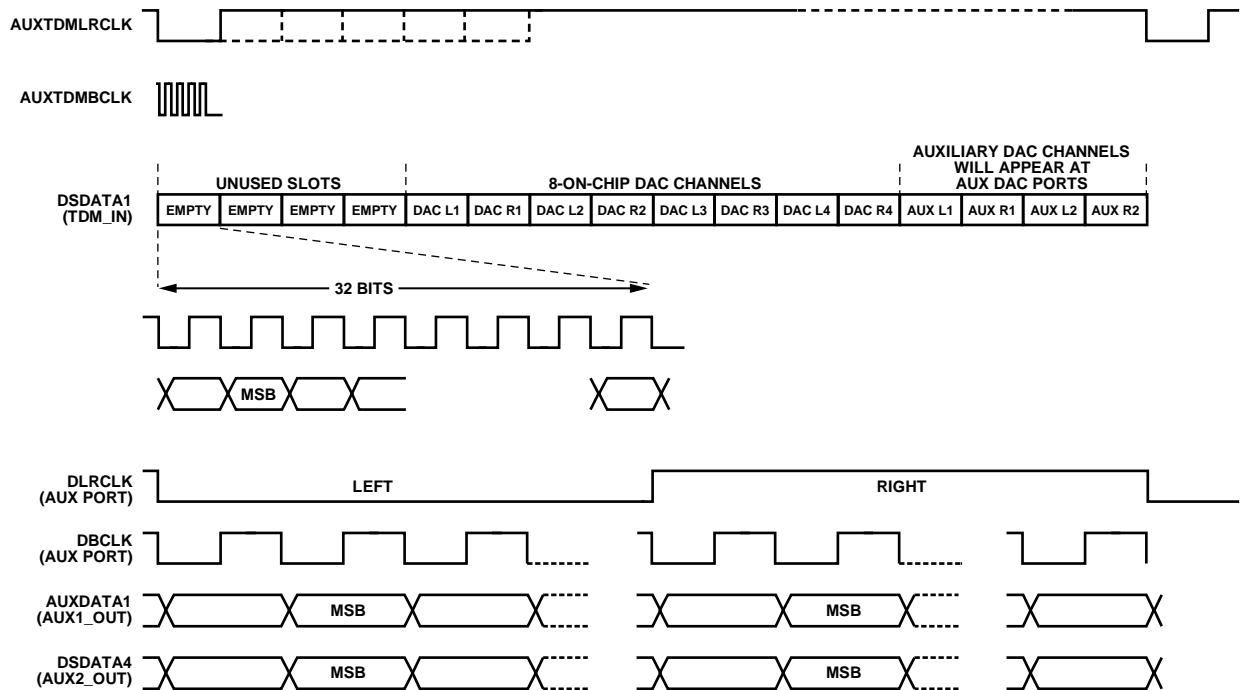 AUXTDMLRCLK
AUXTDMBCLK
AUXILIARY DAC CHANNELS
WILL APPEAR AT
AUX DAC PORTS
UNUSED SLOTS
8-ON-CHIP DAC CHANNELS
DSDATA1
(TDM_IN)
EMPTY EMPTY EMPTY EMPTY DAC L1 DAC R1 DAC L2 DAC R2 DAC L3 DAC R3 DAC L4 DAC R4 AUX L1 AUX R1 AUX L2 AUX R2
32 BITS
MSB
DLRCLK
(AUX PORT)
LEFT
RIGHT
DBCLK
(AUX PORT)
AUXDATA1
(AUX1_OUT)
MSB
MSB
DSDATA4
(AUX2_OUT)
MSB
MSB